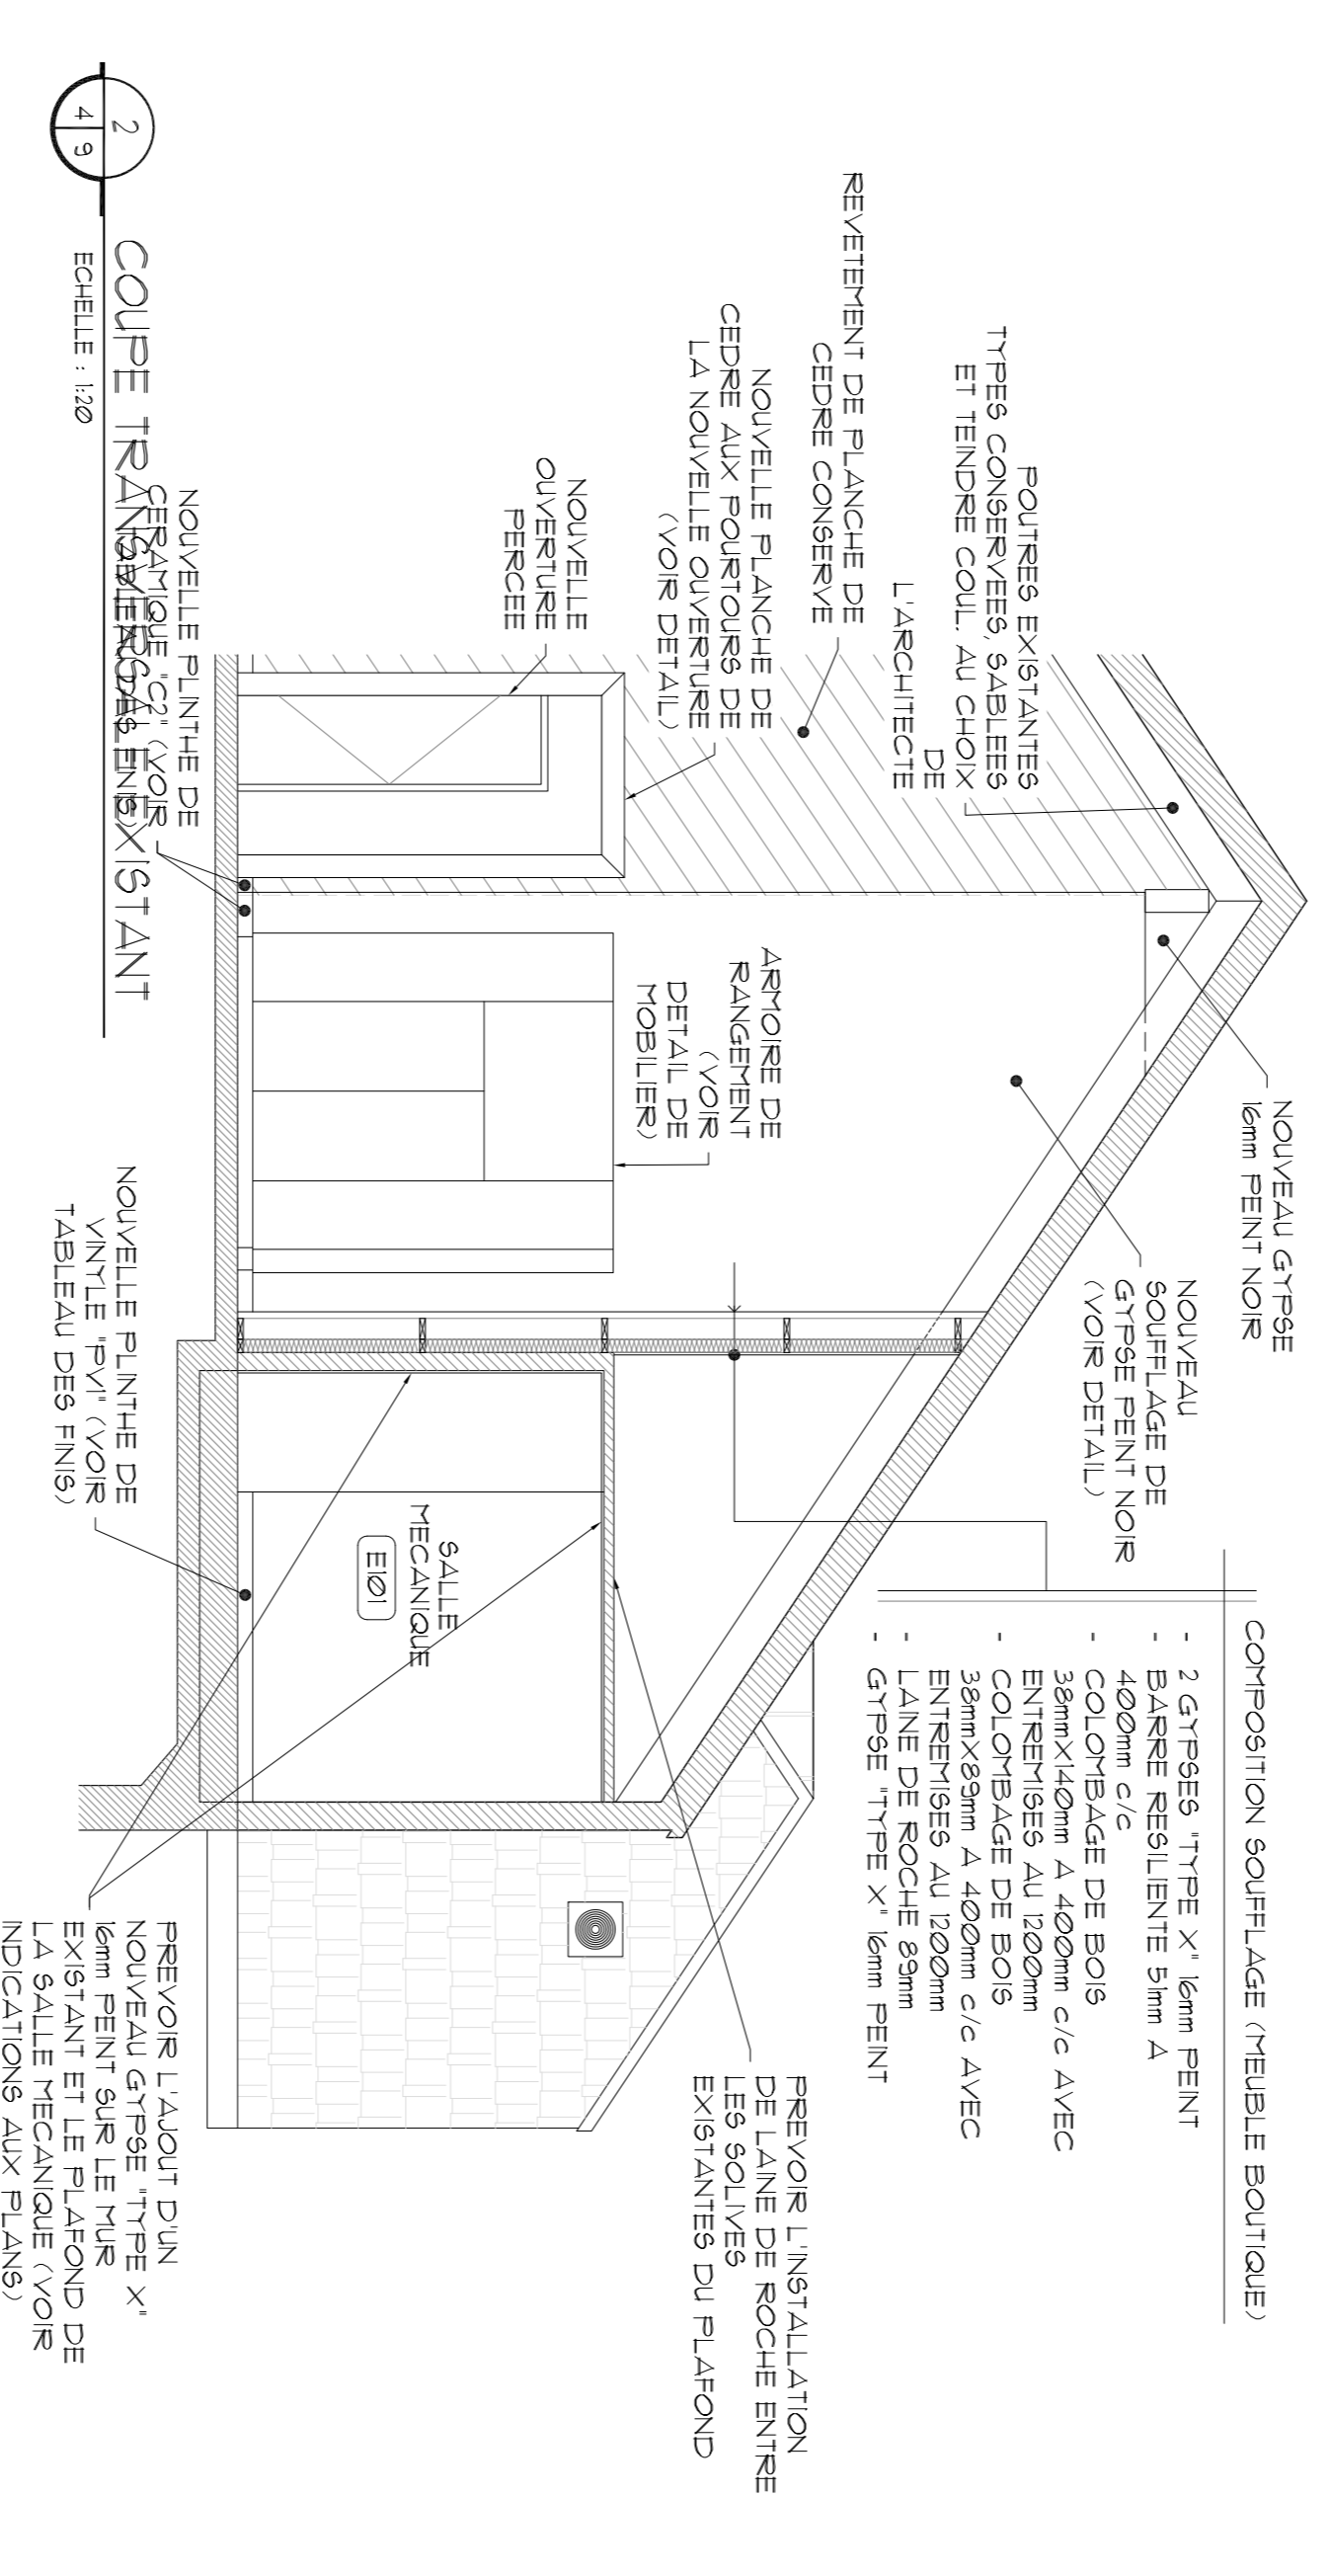 NOUVEAU GYPSE
16mm PEINT NOIR
NOUVEAU
SOUFFLAGE DE
GYPSE PEINT NOIR
(VOIR DETAIL)
COMPOSITION SOUFFLAGE (MEUBLE BOUTIQUE)
- 2 GYPSES "TYPE X" 16mm PEINT
- BARRE RESILIENTE 51mm A
400mm c/c
- COLOMBAGE DE BOIS
38mmX140mm A 400mm c/c AVEC
ENTREMISES AU 1200mm
- COLOMBAGE DE BOIS
38mmX89mm A 400mm c/c AVEC
ENTREMISES AU 1200mm
- LAINE DE ROCHE 89mm
- GYPSE "TYPE X" 16mm PEINT
POUTRES EXISTANTES
TYPES CONSERVEES, SABLEES
ET TEINDRE COUL. AU CHOIX
DE
L'ARCHITECTE
REVETEMENT DE PLANCHE DE
CEDRE CONSERVE
NOUVELLE PLANCHE DE
CEDRE AUX POURTOURS DE
LA NOUVELLE OUVERTURE
(VOIR DETAIL)
NOUVELLE
OUVERTURE
PERCEE
ARMOIRE DE
RANGEMENT
(VOIR
DETAIL DE
MOBILIER)
SALLE
MECANIQUE
E101
PREVOIR L'INSTALLATION
DE LAINE DE ROCHE ENTRE
LES SOLIVES
EXISTANTES DU PLAFOND
NOUVELLE PLINTHE DE
CERAMIQUE "C2" (VOIR
TABLEAU DES FINIS)
NOUVELLE PLINTHE DE
VINYLE "PV1" (VOIR
TABLEAU DES FINIS)
PREVOIR L'AJOUT D'UN
NOUVEAU GYPSE "TYPE X"
16mm PEINT SUR LE MUR
EXISTANT ET LE PLAFOND DE
LA SALLE MECANIQUE (VOIR
INDICATIONS AUX PLANS)
2
4 9
COUPE TRANSVERSALE EXISTANT
ECHELLE : 1:20